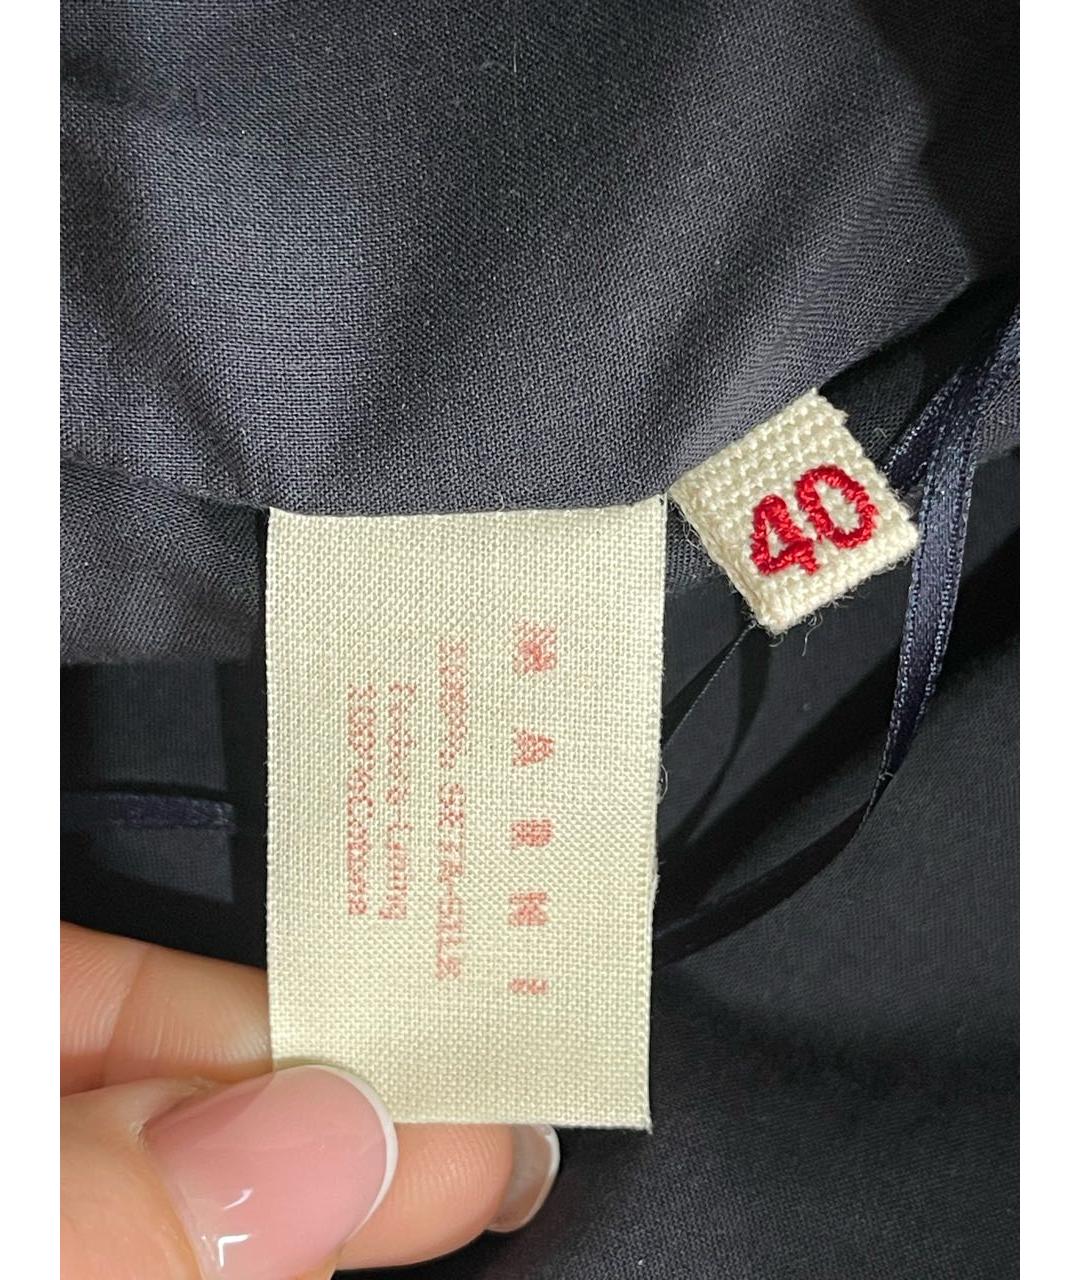 MARNI
100% SETA-SILK
Fodera Lining
100% Cotone
40